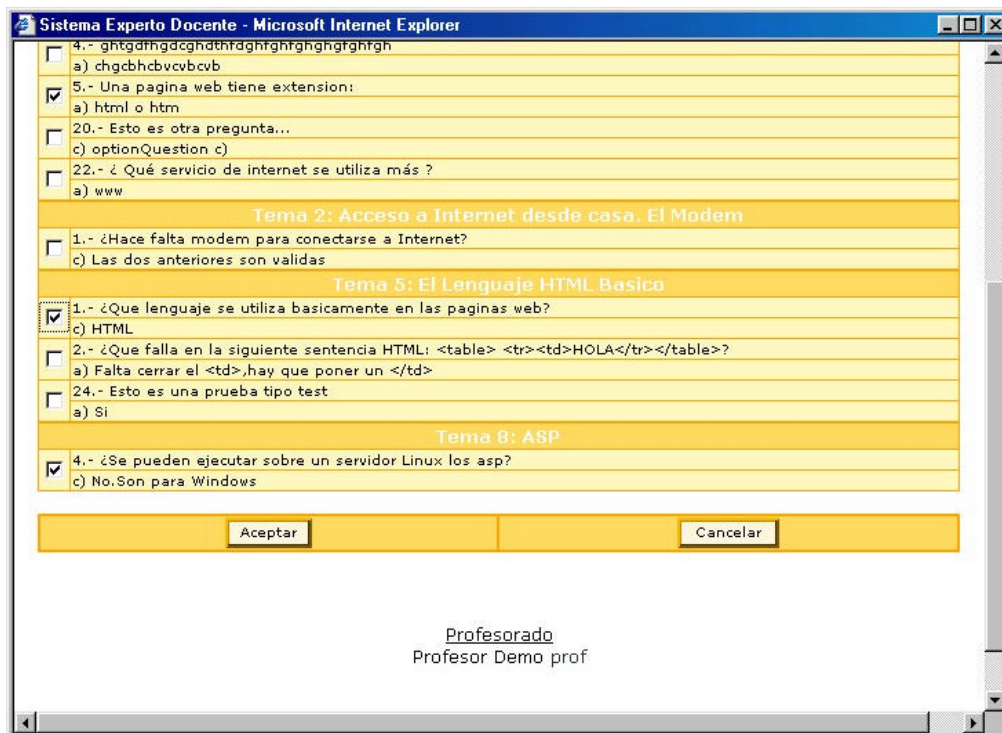 Sistema Experto Docente - Microsoft Internet Explorer
4.- ghtgdfhgdcghdthfdghfghfghghgfghfgh
a) chgcbhcbvcvbcvb
5.- Una pagina web tiene extension:
a) html o htm
20.- Esto es otra pregunta...
c) optionQuestion c)
22.- ¿ Qué servicio de internet se utiliza más ?
a) www
Tema 2: Acceso a Internet desde casa. El Modem
1.- ¿Hace falta modem para conectarse a Internet?
c) Las dos anteriores son validas
Tema 5: El Lenguaje HTML Basico
1.- ¿Que lenguaje se utiliza basicamente en las paginas web?
c) HTML
2.- ¿Que falla en la siguiente sentencia HTML: <table> <tr><td>HOLA</tr></table>?
a) Falta cerrar el <td>,hay que poner un </td>
24.- Esto es una prueba tipo test
a) Si
Tema 8: ASP
4.- ¿Se pueden ejecutar sobre un servidor Linux los asp?
c) No.Son para Windows
Aceptar Cancelar
Profesorado
Profesor Demo prof